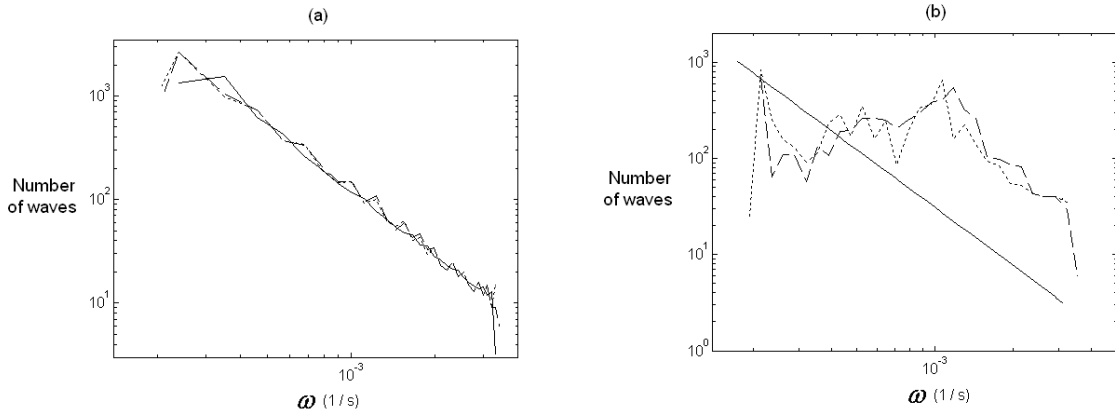 (a)
10^3
10^2
10^1
Number
of waves
10^-3
ω (1 / s)
(b)
10^3
10^2
10^1
10^0
Number
of waves
10^-3
ω (1 / s)